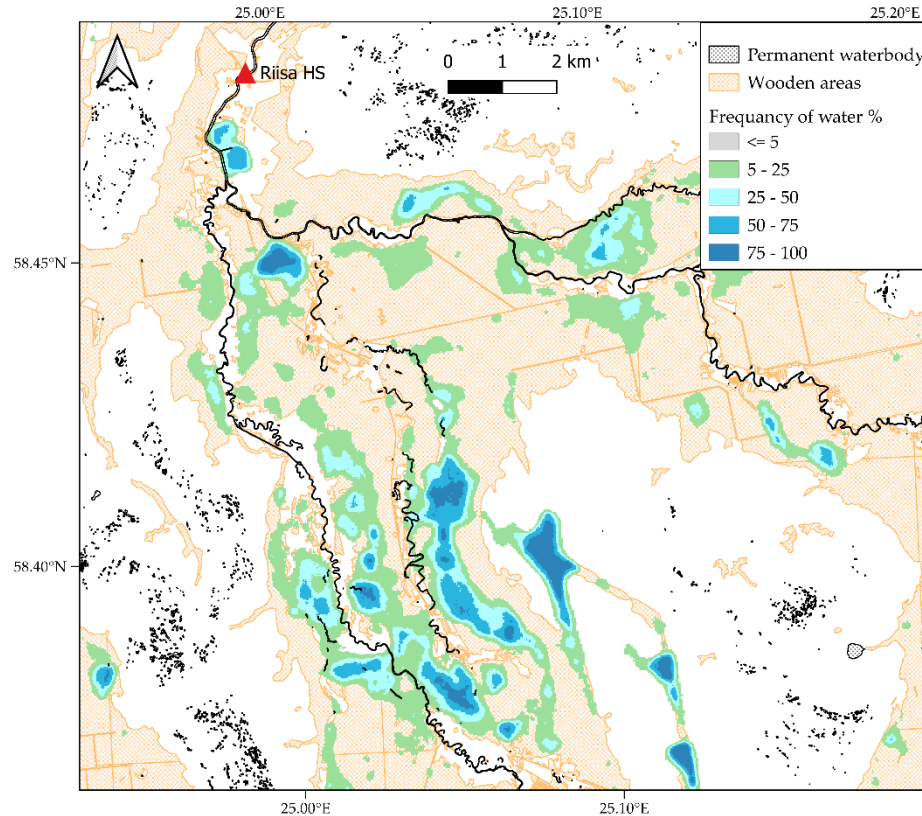 25.00°E 25.10°E 25.20°E
0 1 2 km
Riisa HS
Permanent waterbody
Wooden areas
Frequancy of water %
<= 5
5 - 25
25 - 50
50 - 75
75 - 100
58.45°N
58.40°N
25.00°E 25.10°E